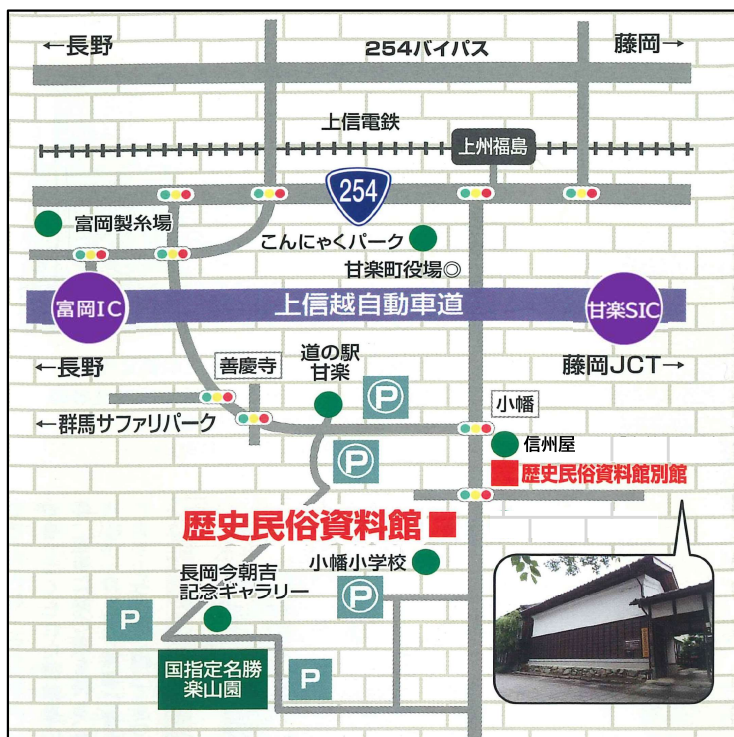 ←長野
254バイパス
藤岡→
上信電鉄
上州福島
254
富岡製糸場
こんにゃくパーク
甘楽町役場◎
富岡IC
上信越自動車道
甘楽SIC
←長野
善慶寺
道の駅
甘楽
藤岡JCT→
P
小幡
←群馬サファリパーク
信州屋
P
歴史民俗資料館別館
歴史民俗資料館
小幡小学校
長岡今朝吉
記念ギャラリー
P
P
国指定名勝
楽山園
P